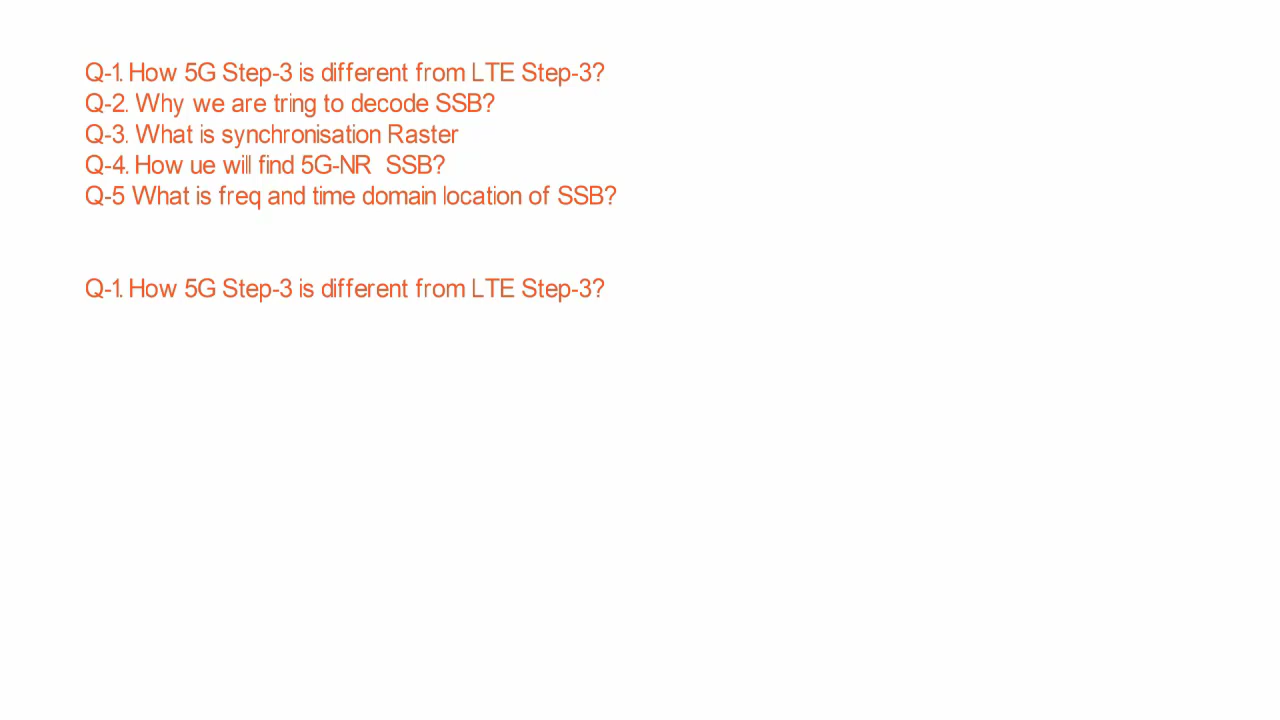 Q-1. How 5G Step-3 is different from LTE Step-3?
Q-2. Why we are tring to decode SSB?
Q-3. What is synchronisation Raster
Q-4. How ue will find 5G-NR  SSB?
Q-5 What is freq and time domain location of SSB?
Q-1. How 5G Step-3 is different from LTE Step-3?